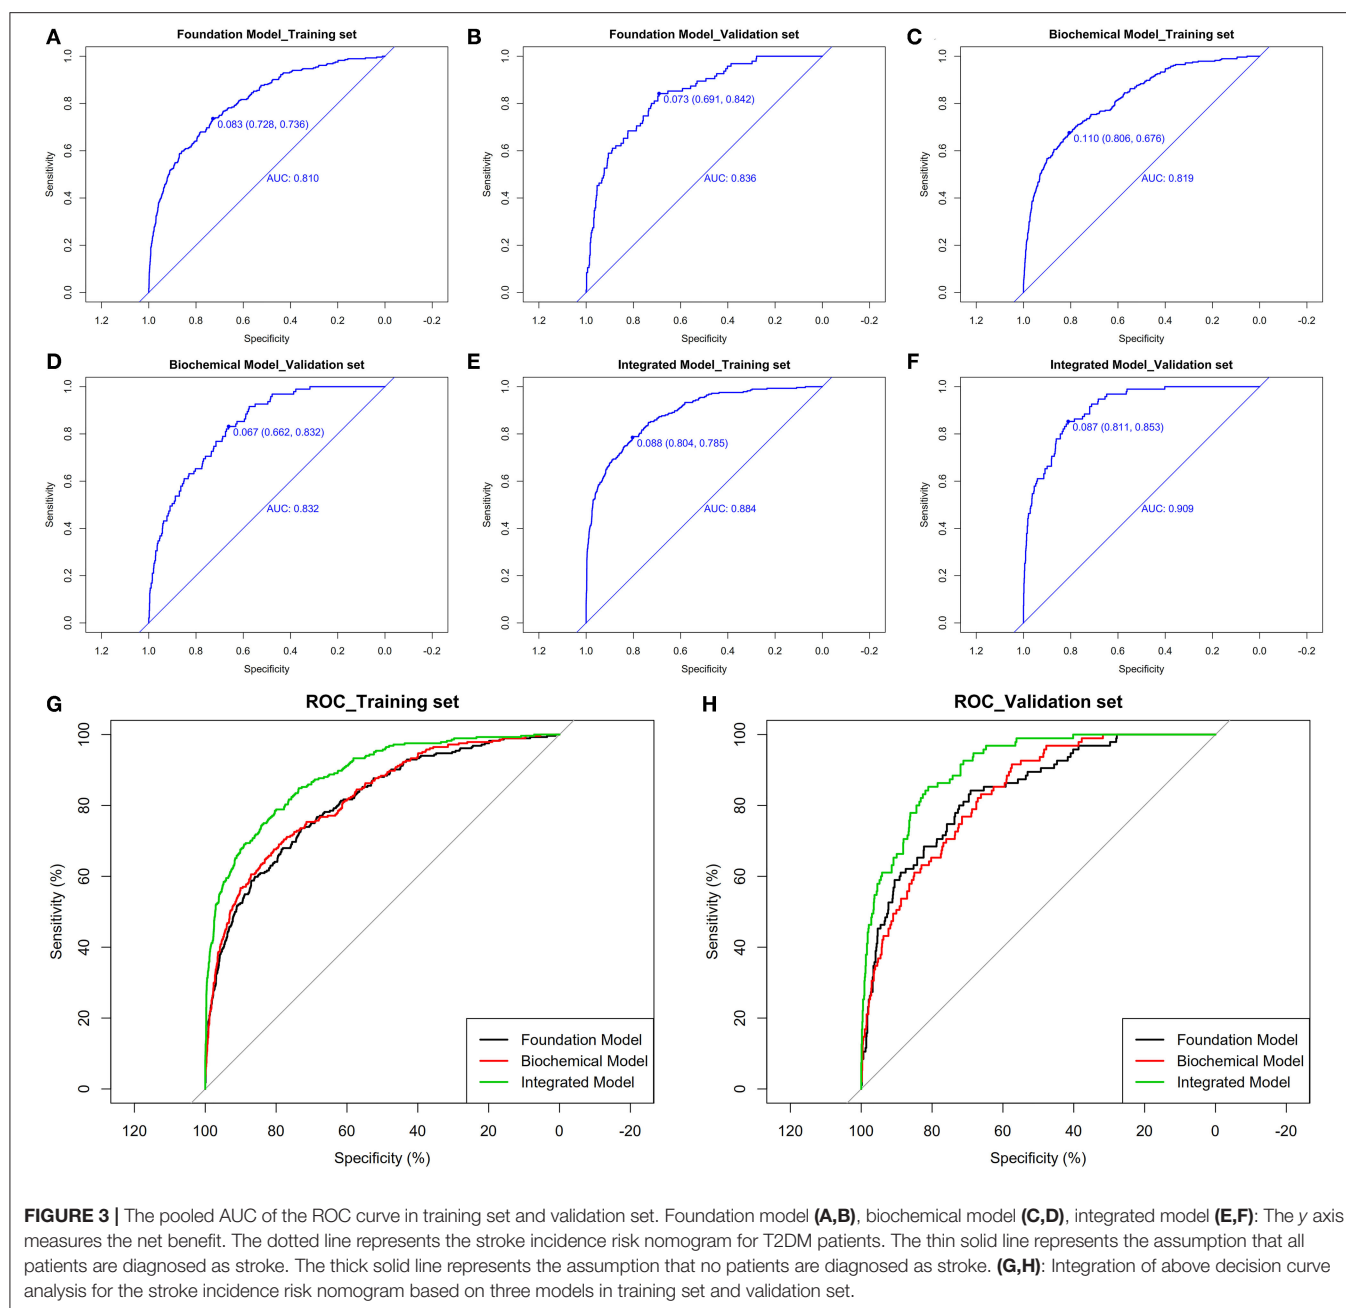 A
Foundation Model_Training set
1.0
0.8
0.6
0.4
0.2
0.0
Sensitivity
0.083 (0.728, 0.736)
AUC: 0.810
1.2 1.0 0.8 0.6 0.4 0.2 0.0 -0.2
Specificity
B
Foundation Model_Validation set
1.0
0.8
0.6
0.4
0.2
0.0
Sensitivity
0.073 (0.691, 0.842)
AUC: 0.836
1.2 1.0 0.8 0.6 0.4 0.2 0.0 -0.2
Specificity
C
Biochemical Model_Training set
1.0
0.8
0.6
0.4
0.2
0.0
Sensitivity
0.110 (0.806, 0.676)
AUC: 0.819
1.2 1.0 0.8 0.6 0.4 0.2 0.0 -0.2
Specificity
D
Biochemical Model_Validation set
1.0
0.8
0.6
0.4
0.2
0.0
Sensitivity
0.067 (0.662, 0.832)
AUC: 0.832
1.2 1.0 0.8 0.6 0.4 0.2 0.0 -0.2
Specificity
E
Integrated Model_Training set
1.0
0.8
0.6
0.4
0.2
0.0
Sensitivity
0.088 (0.804, 0.785)
AUC: 0.884
1.2 1.0 0.8 0.6 0.4 0.2 0.0 -0.2
Specificity
F
Integrated Model_Validation set
1.0
0.8
0.6
0.4
0.2
0.0
Sensitivity
0.087 (0.811, 0.853)
AUC: 0.909
1.2 1.0 0.8 0.6 0.4 0.2 0.0 -0.2
Specificity
G
ROC_Training set
100
80
60
40
20
0
Sensitivity (%)
Foundation Model
Biochemical Model
Integrated Model
120 100 80 60 40 20 0 -20
Specificity (%)
H
ROC_Validation set
100
80
60
40
20
0
Sensitivity (%)
Foundation Model
Biochemical Model
Integrated Model
120 100 80 60 40 20 0 -20
Specificity (%)
FIGURE 3 | The pooled AUC of the ROC curve in training set and validation set. Foundation model (A,B), biochemical model (C,D), integrated model (E,F): The y axis
measures the net benefit. The dotted line represents the stroke incidence risk nomogram for T2DM patients. The thin solid line represents the assumption that all
patients are diagnosed as stroke. The thick solid line represents the assumption that no patients are diagnosed as stroke. (G,H): Integration of above decision curve
analysis for the stroke incidence risk nomogram based on three models in training set and validation set.